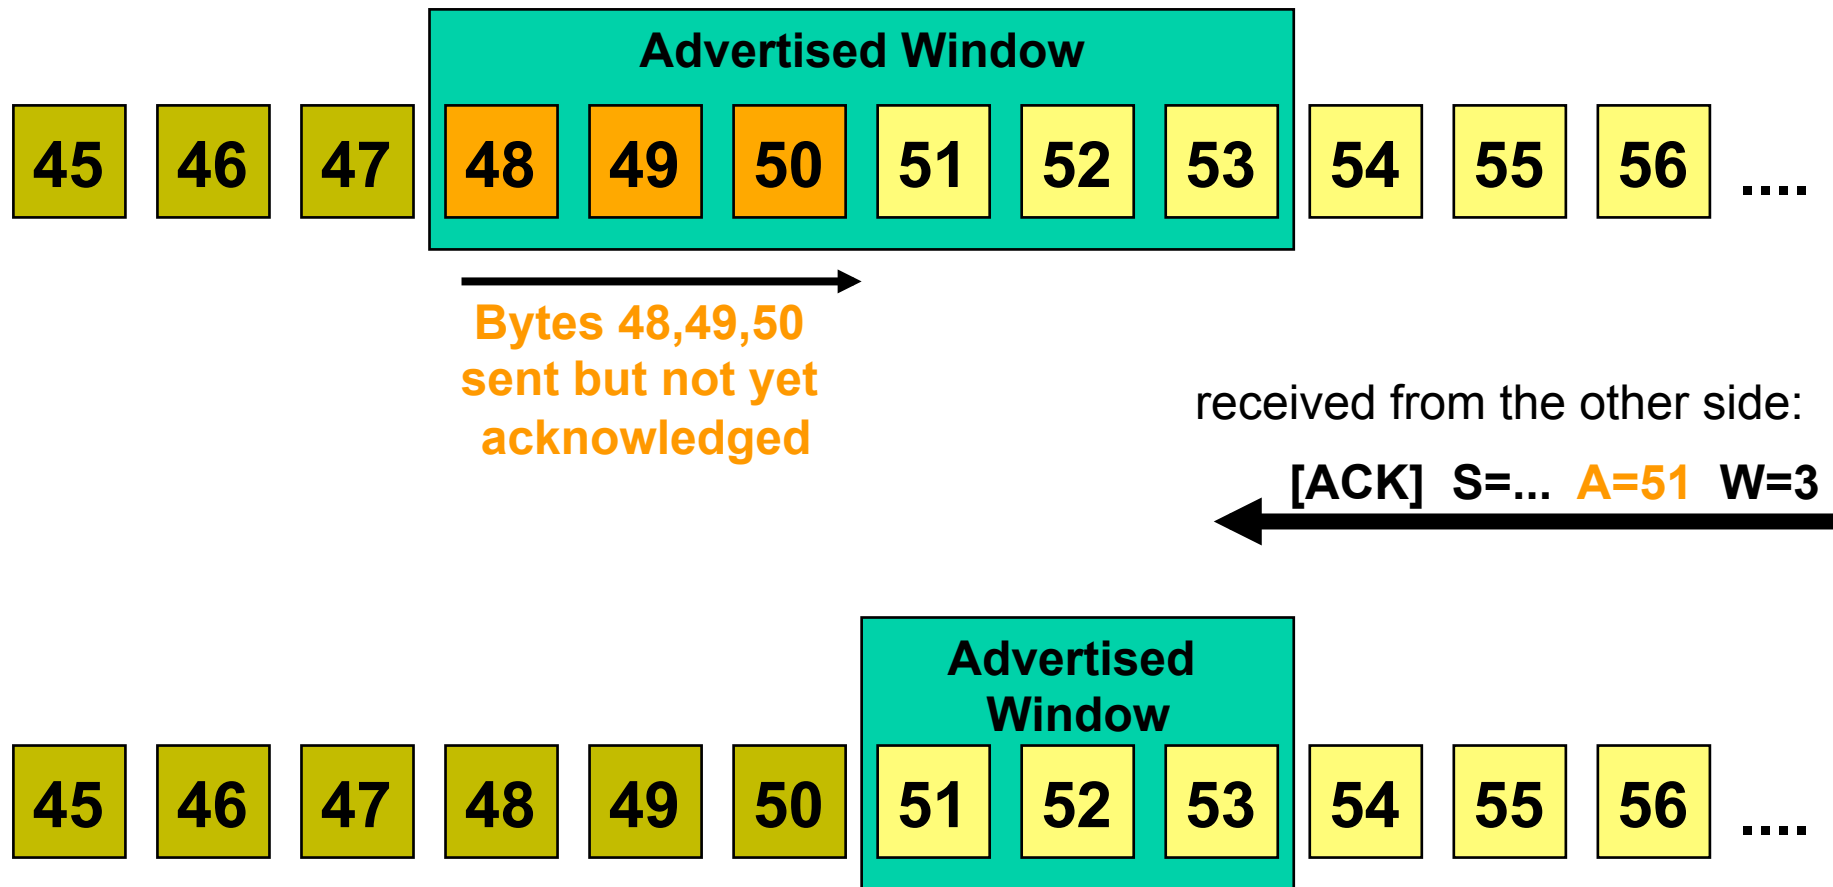 Advertised Window
45 46 47 48 49 50 51 52 53 54 55 56 ....
Bytes 48,49,50
sent but not yet
acknowledged
received from the other side:
[ACK] S=... A=51 W=3
Advertised
Window
45 46 47 48 49 50 51 52 53 54 55 56 ....